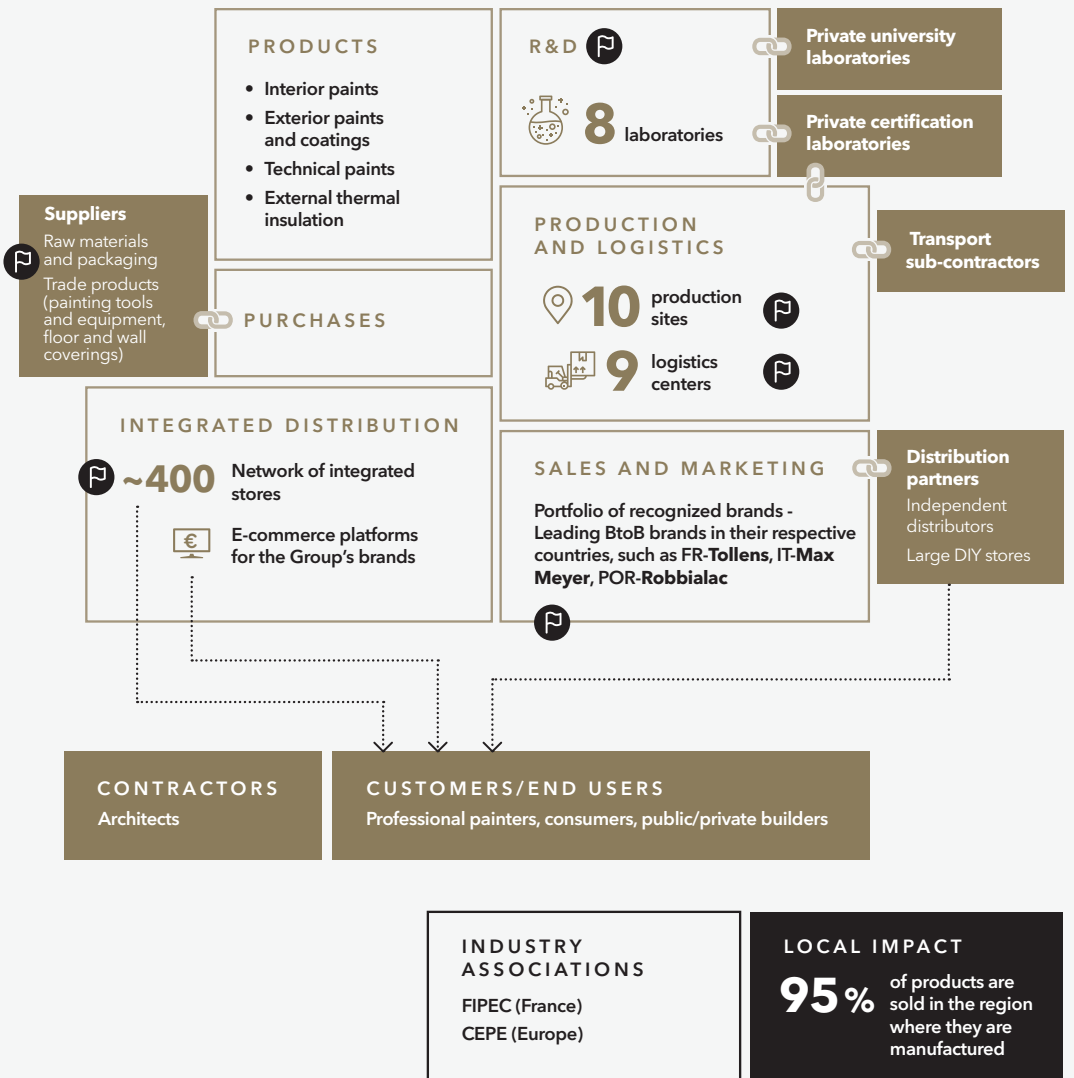 PRODUCTS
• Interior paints
• Exterior paints
and coatings
• Technical paints
• External thermal
insulation
R&D
8 laboratories
Private university
laboratories
Private certification
laboratories
Suppliers
Raw materials
and packaging
Trade products
(painting tools
and equipment,
floor and wall
coverings)
PURCHASES
PRODUCTION
AND LOGISTICS
10 production
sites
9 logistics
centers
Transport
sub-contractors
INTEGRATED DISTRIBUTION
~400 Network of integrated
stores
€
E-commerce platforms
for the Group's brands
SALES AND MARKETING
Portfolio of recognized brands -
Leading BtoB brands in their respective
countries, such as FR-Tollens, IT-Max
Meyer, POR-Robbialac
Distribution
partners
Independent
distributors
Large DIY stores
CONTRACTORS
Architects
CUSTOMERS/END USERS
Professional painters, consumers, public/private builders
INDUSTRY
ASSOCIATIONS
FIPEC (France)
CEPE (Europe)
LOCAL IMPACT
95 % of products are
sold in the region
where they are
manufactured